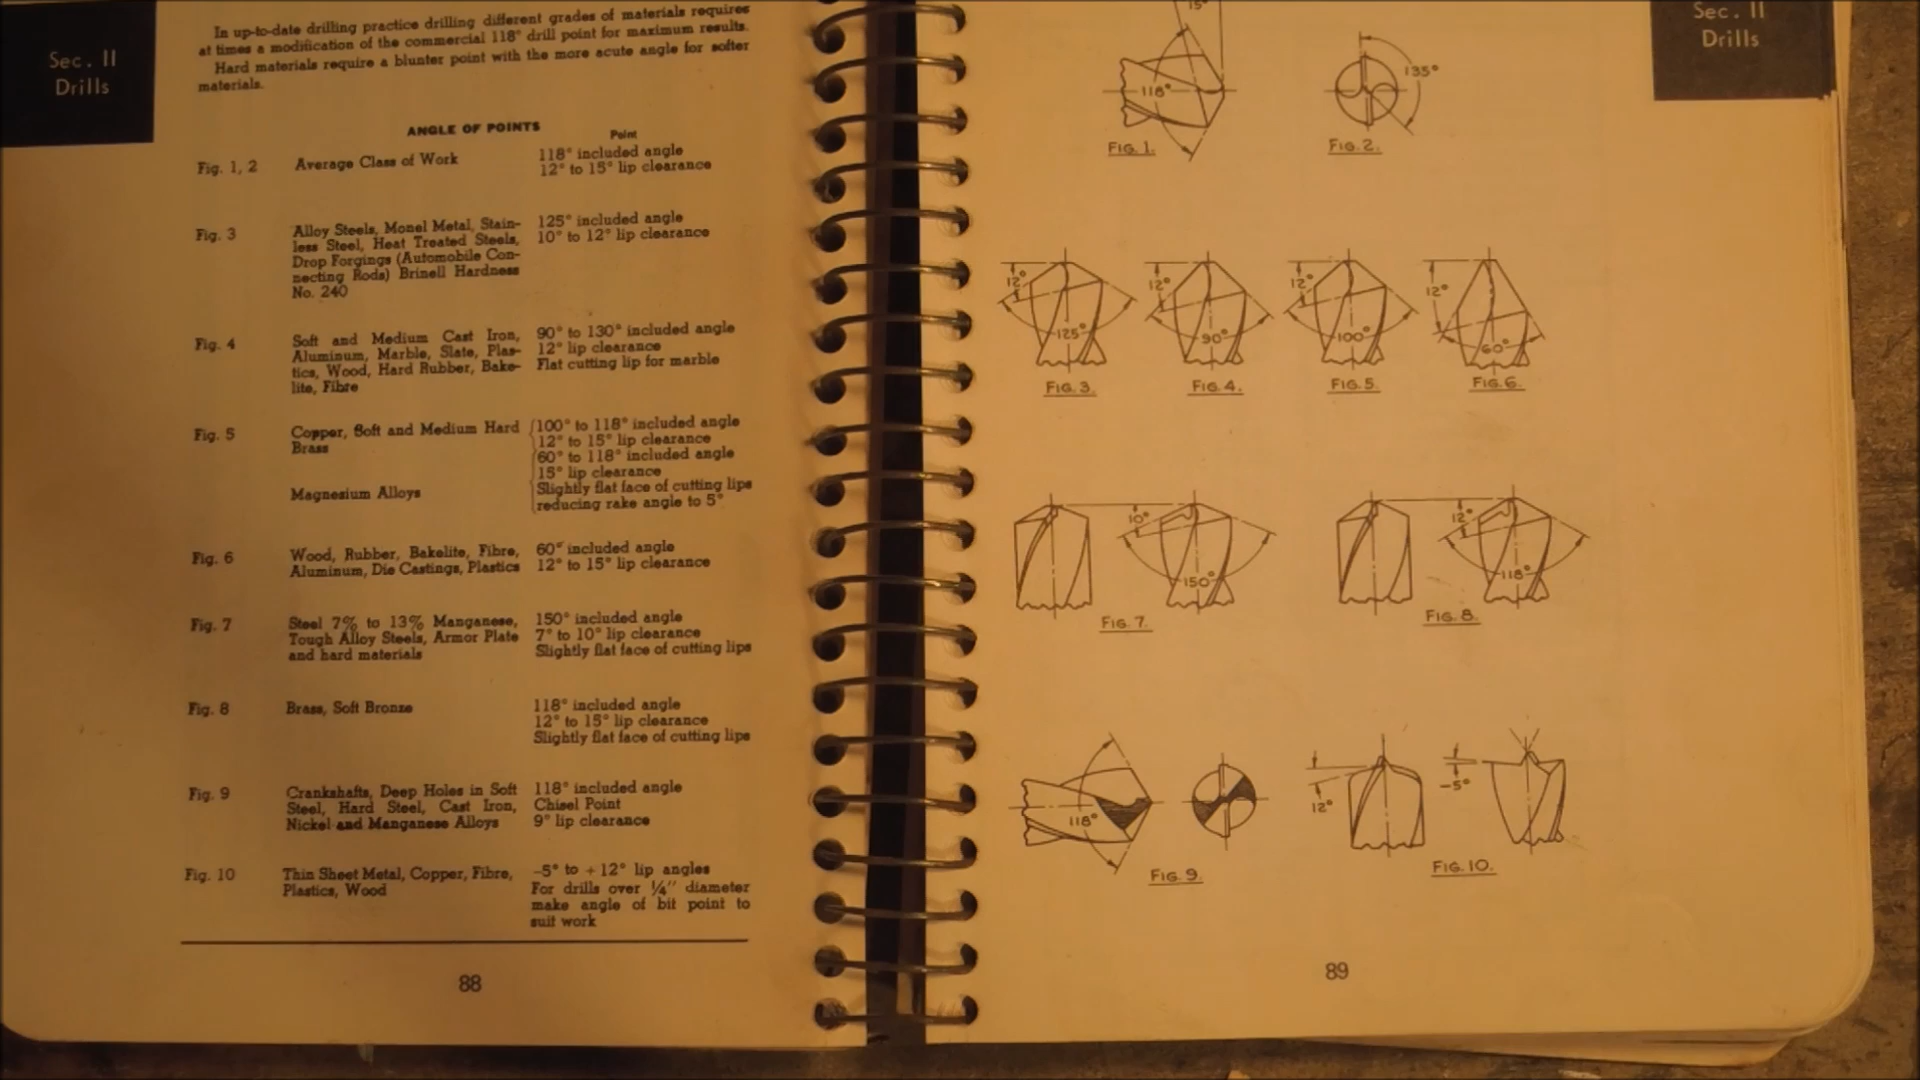 Sec. II
Drills
In up-to-date drilling practice drilling different grades of materials requires
at times a modification of the commercial 118° drill point for maximum results.
Hard materials require a blunter point with the more acute angle for softer
materials.
ANGLE OF POINTS
Point
Fig. 1, 2 Average Class of Work 118° included angle
12° to 15° lip clearance
Fig. 3 Alloy Steels, Monel Metal, Stain- 125° included angle
less Steel, Heat Treated Steels, 10° to 12° lip clearance
Drop Forgings (Automobile Con-
necting Rods) Brinell Hardness
No. 240
Fig. 4 Soft and Medium Cast Iron, 90° to 130° included angle
Aluminum, Marble, Slate, Plas- 12° lip clearance
tics, Wood, Hard Rubber, Bake- Flat cutting lip for marble
lite, Fibre
Fig. 5 Copper, Soft and Medium Hard 100° to 118° included angle
Brass 12° to 15° lip clearance
60° to 118° included angle
15° lip clearance
Magnesium Alloys Slightly flat face of cutting lips
reducing rake angle to 5°
Fig. 6 Wood, Rubber, Bakelite, Fibre, 60° included angle
Aluminum, Die Castings, Plastics 12° to 15° lip clearance
Fig. 7 Steel 7% to 13% Manganese, 150° included angle
Tough Alloy Steels, Armor Plate 7° to 10° lip clearance
and hard materials Slightly flat face of cutting lips
Fig. 8 Brass, Soft Bronze 118° included angle
12° to 15° lip clearance
Slightly flat face of cutting lips
Fig. 9 Crankshafts, Deep Holes in Soft 118° included angle
Steel, Hard Steel, Cast Iron, Chisel Point
Nickel and Manganese Alloys 9° lip clearance
Fig. 10 Thin Sheet Metal, Copper, Fibre, -5° to +12° lip angles
Plastics, Wood For drills over ¼" diameter
make angle of bit point to
suit work
88
Sec. II
Drills
15°
118°
135°
FIG. 1.
FIG. 2.
12° 12° 12° 12°
125° 90° 100° 60°
FIG. 3. FIG. 4. FIG. 5. FIG. 6.
10° 12°
150° 118°
FIG. 7. FIG. 8.
118° 12° -5°
FIG. 9. FIG. 10.
89